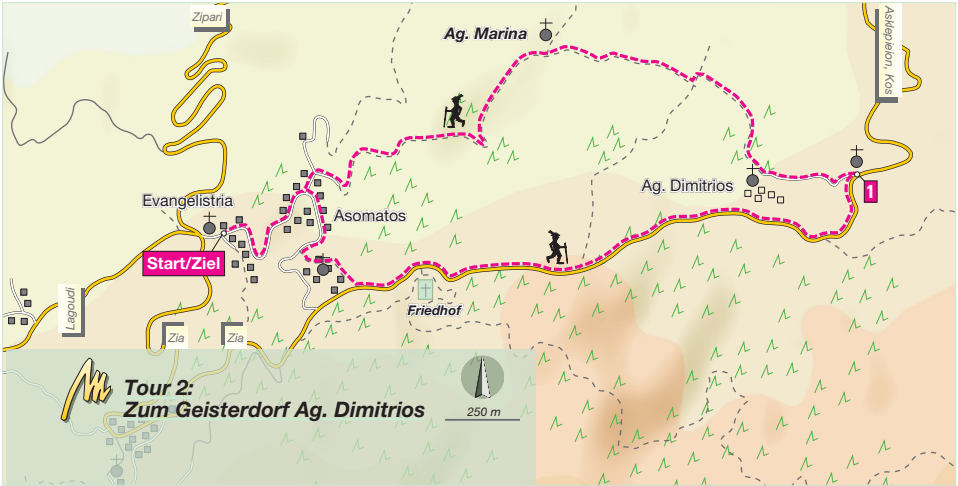 Zipari
Ag. Marina
Asklepieion, Kos
Evangelistria
Asomatos
Ag. Dimitrios
1
Start/Ziel
Lagoudi
Friedhof
Zia
Zia
Tour 2:
Zum Geisterdorf Ag. Dimitrios
250 m